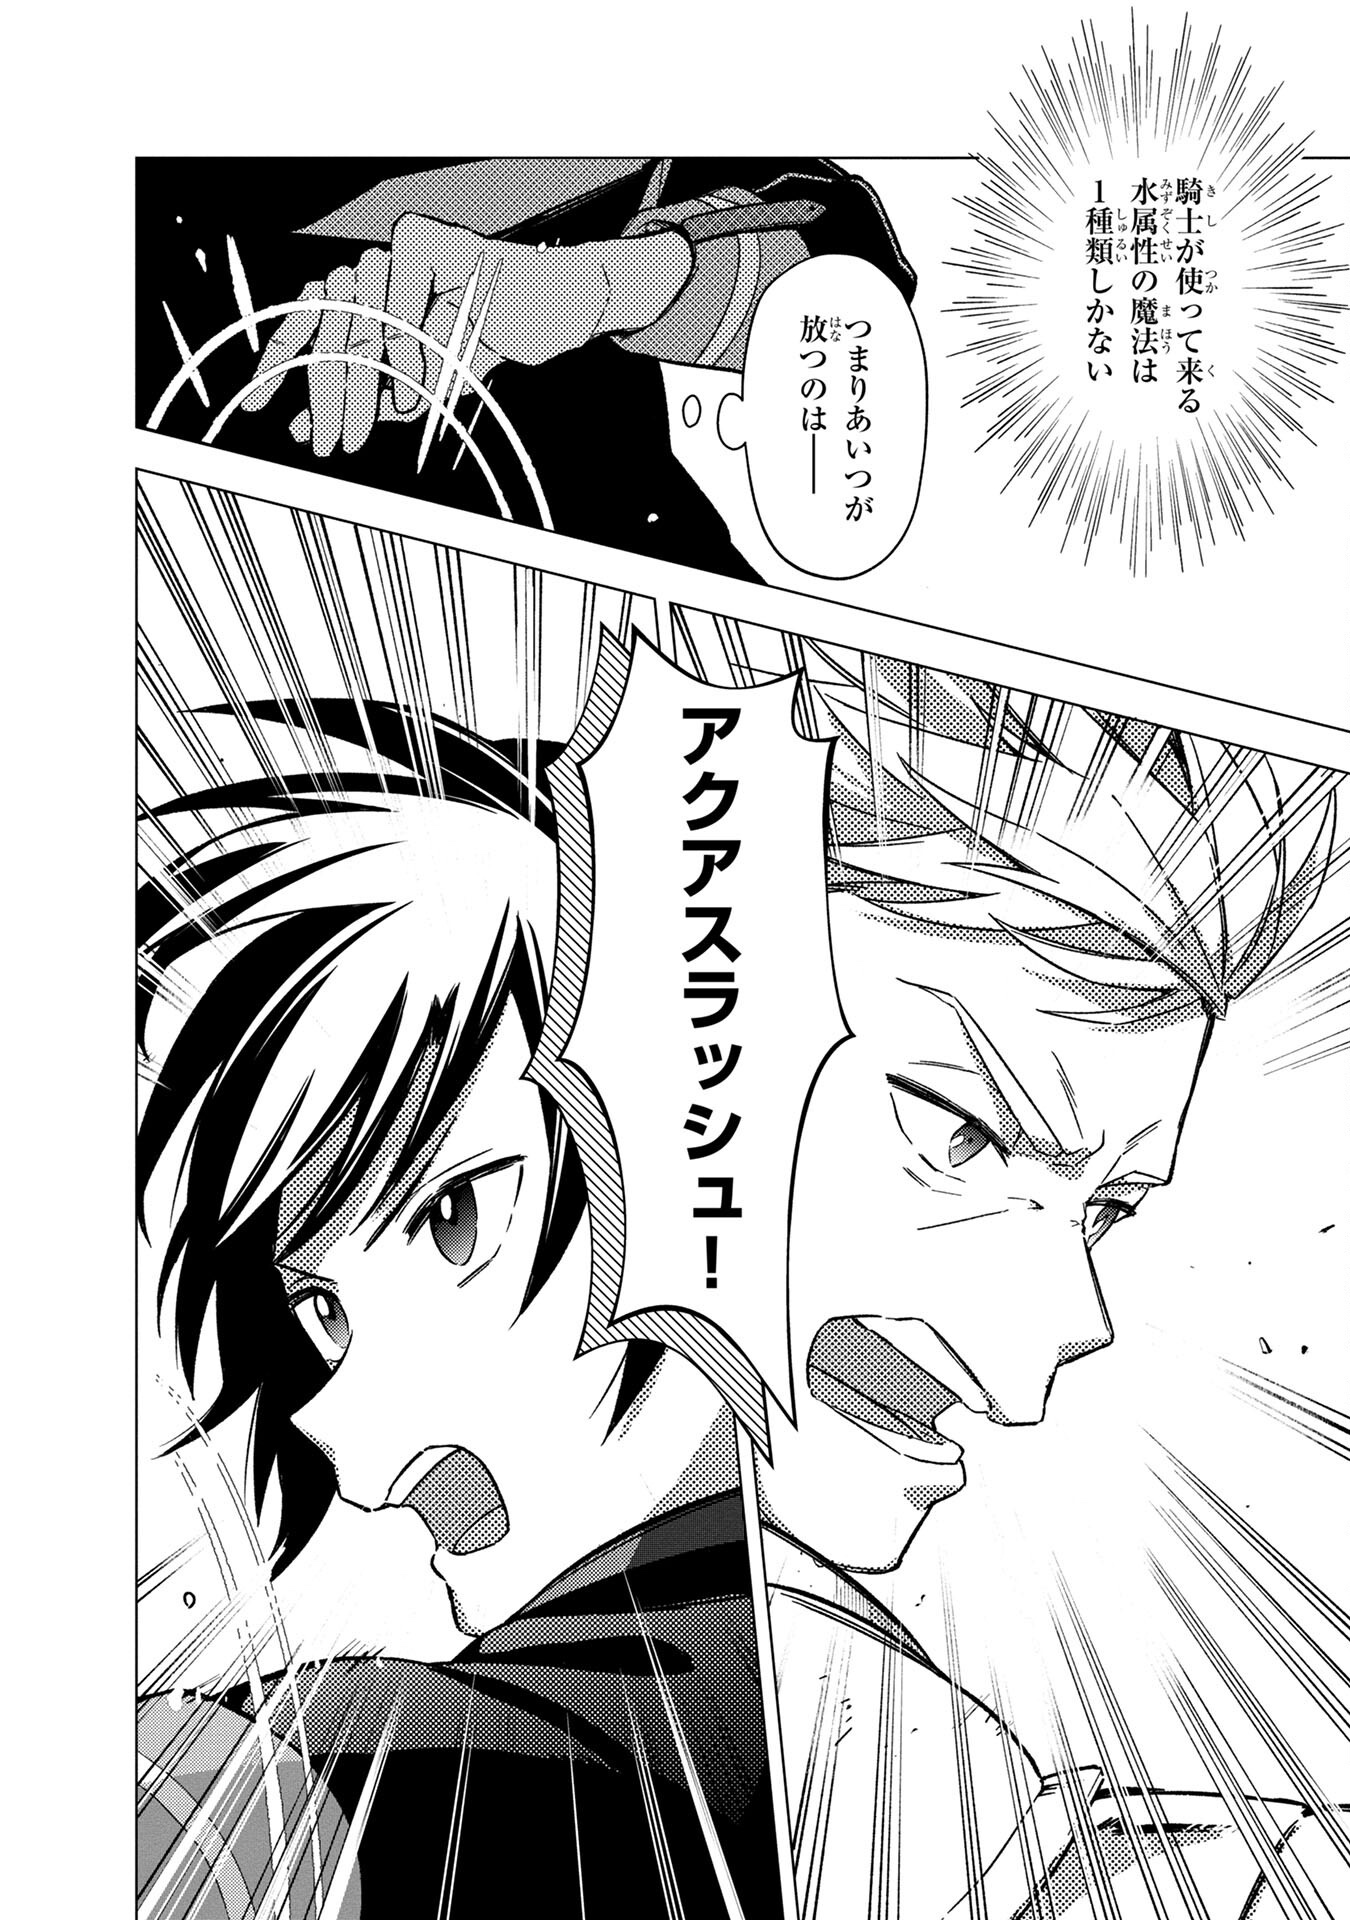 騎士が使って来る
水属性の魔法は
1種類しかない
つまりあいつが
放つのは――
アクアスラッシュ！